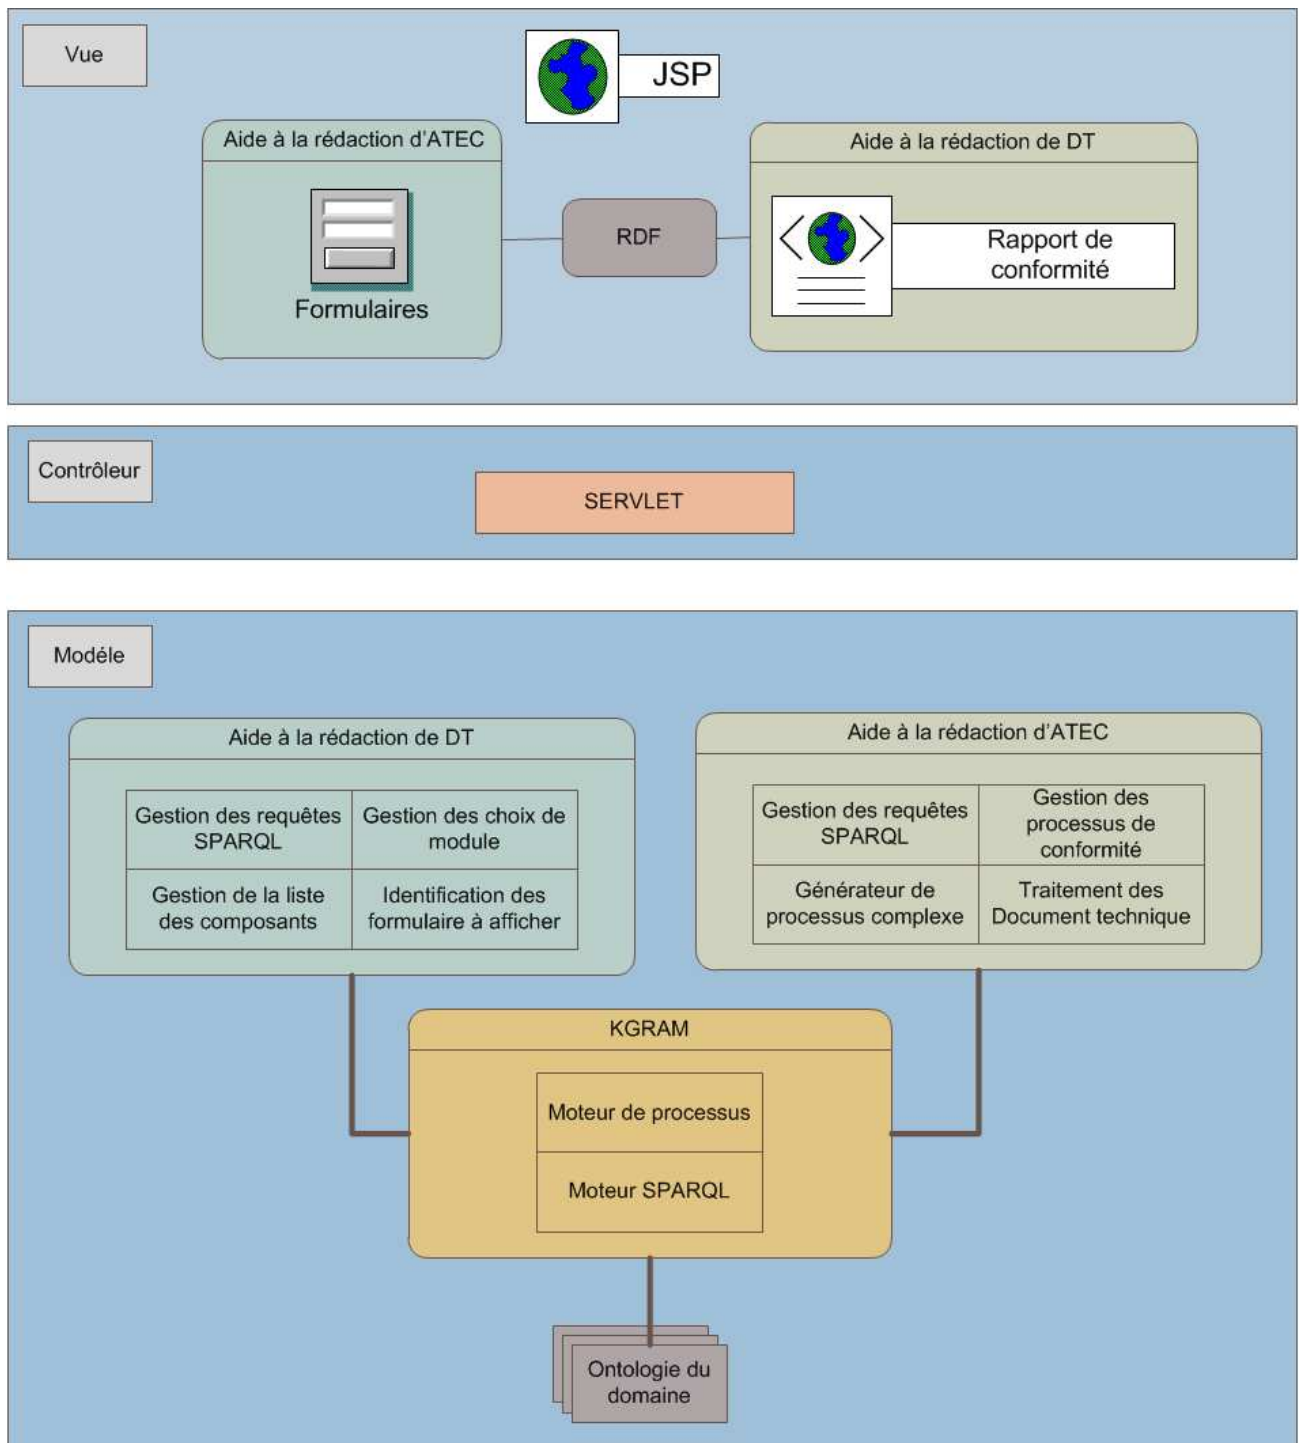 Vue
JSP
Aide à la rédaction d'ATEC
Formulaires
RDF
Aide à la rédaction de DT
Rapport de
conformité
Contrôleur
SERVLET
Modéle
Aide à la rédaction de DT
Gestion des requêtes
SPARQL
Gestion des choix de
module
Gestion de la liste
des composants
Identification des
formulaire à afficher
Aide à la rédaction d'ATEC
Gestion des requêtes
SPARQL
Gestion des
processus de
conformité
Générateur de
processus complexe
Traitement des
Document technique
KGRAM
Moteur de processus
Moteur SPARQL
Ontologie du
domaine